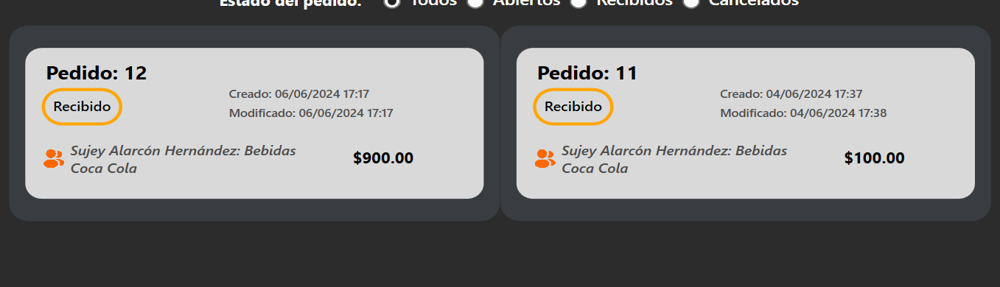 Estado del pedido: Todos Abiertos Recibidos Cancelados
Pedido: 12
Recibido
Creado: 06/06/2024 17:17
Modificado: 06/06/2024 17:17
Sujey Alarcón Hernández: Bebidas
Coca Cola
$900.00
Pedido: 11
Recibido
Creado: 04/06/2024 17:37
Modificado: 04/06/2024 17:38
Sujey Alarcón Hernández: Bebidas
Coca Cola
$100.00